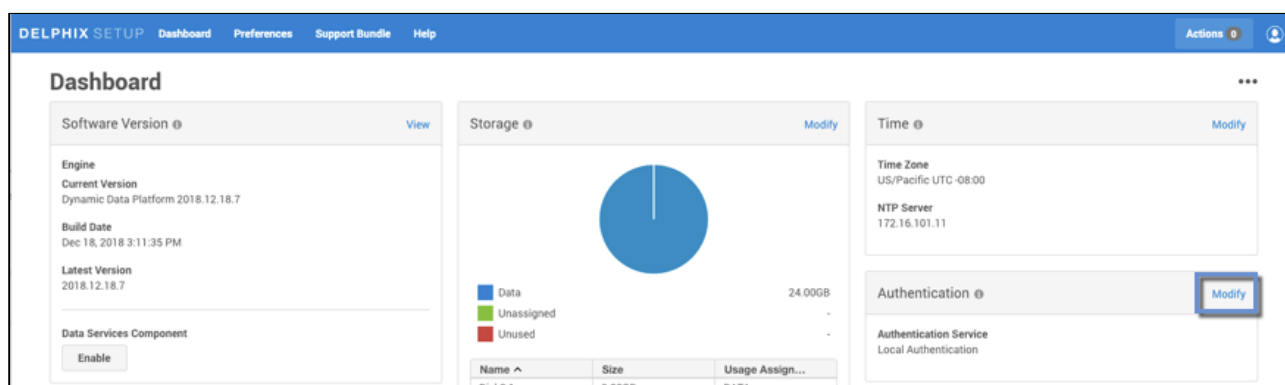 DELPHIX SETUP Dashboard Preferences Support Bundle Help Actions 0
Dashboard
Software Version View
Engine
Current Version
Dynamic Data Platform 2018.12.18.7
Build Date
Dec 18, 2018 3:11:35 PM
Latest Version
2018.12.18.7
Data Services Component
Enable
Storage Modify
Data 24.00GB
Unassigned -
Unused -
Name Size Usage Assign...
Time Modify
Time Zone
US/Pacific UTC -08:00
NTP Server
172.16.101.11
Authentication Modify
Authentication Service
Local Authentication